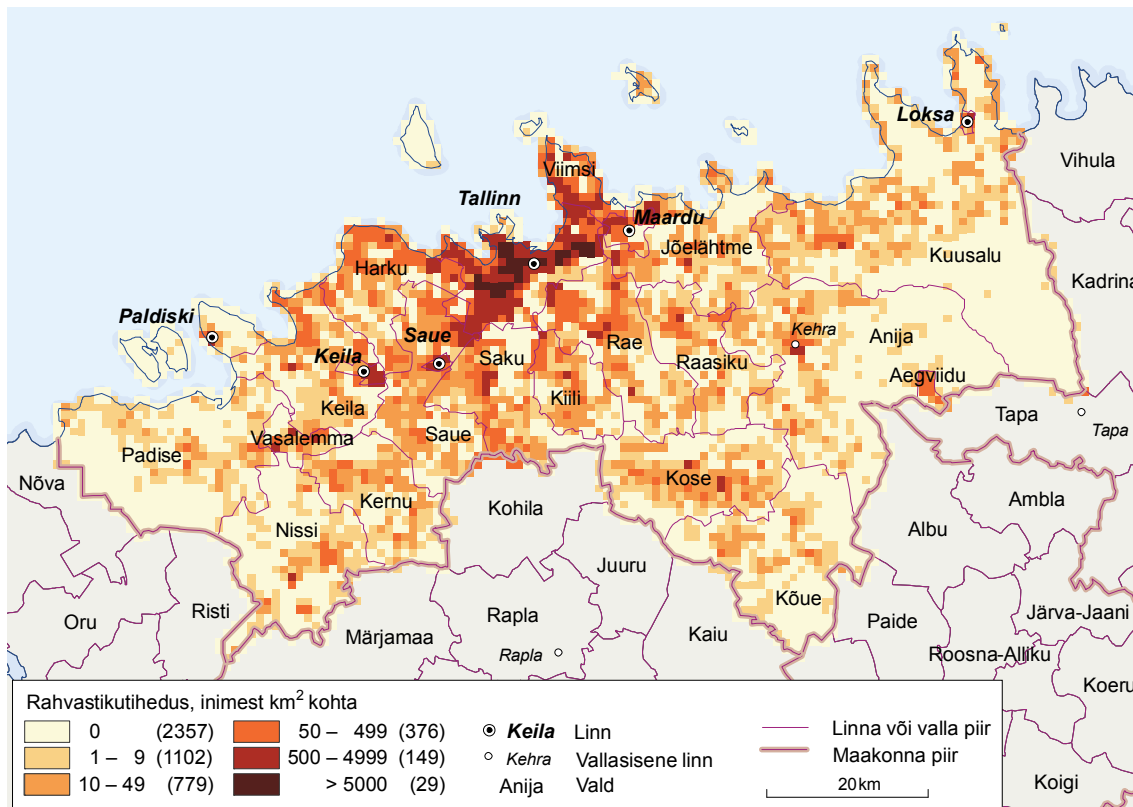 Loksa
Vihula
Viimsi
Tallinn
Maardu
Jõelähtme
Kuusalu
Harku
Kadrina
Paldiski
Saue
Kehra
Anija
Keila
Saku
Rae
Raasiku
Aegviidu
Keila
Kiili
Tapa
Tapa
Vasalemma
Saue
Padise
Kose
Nõva
Kernu
Kohila
Ambla
Nissi
Albu
Juuru
Kõue
Risti
Oru
Rapla
Järva-Jaani
Märjamaa
Kaiu
Paide
Rapla
Roosna-Alliku
Koeru
Koigi
Rahvastikutihedus, inimest km² kohta
0 (2357)
1 – 9 (1102)
10 – 49 (779)
50 – 499 (376)
500 – 4999 (149)
> 5000 (29)
Keila Linn
Kehra Vallasisene linn
Anija Vald
Linna või valla piir
Maakonna piir
20 km